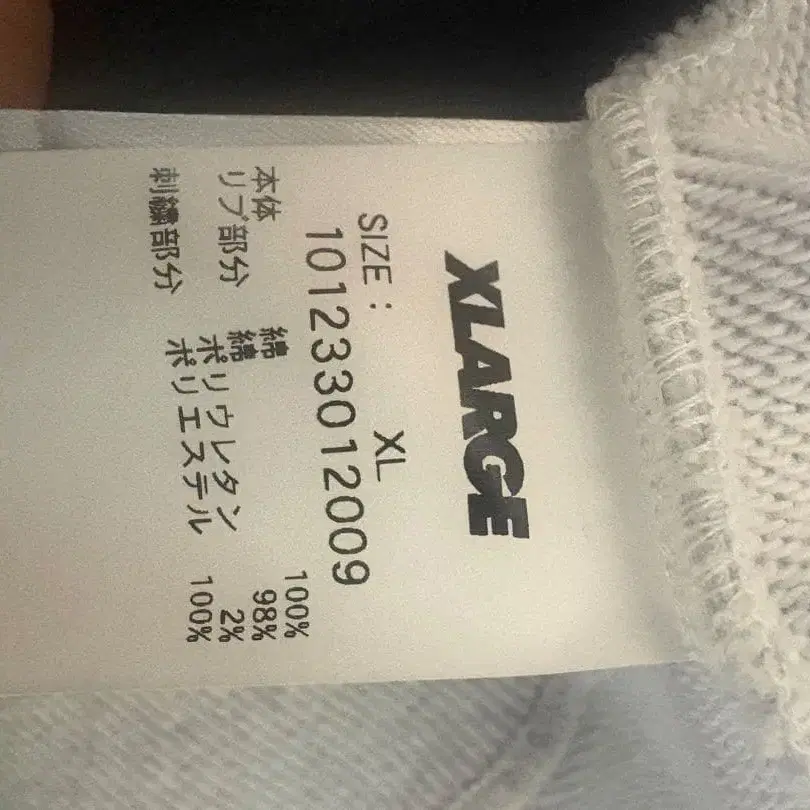 XLARGE
SIZE: XL
101233012009
本体 綿 100%
リブ部分 綿 98%
ポリウレタン 2%
刺繍部分 ポリエステル 100%